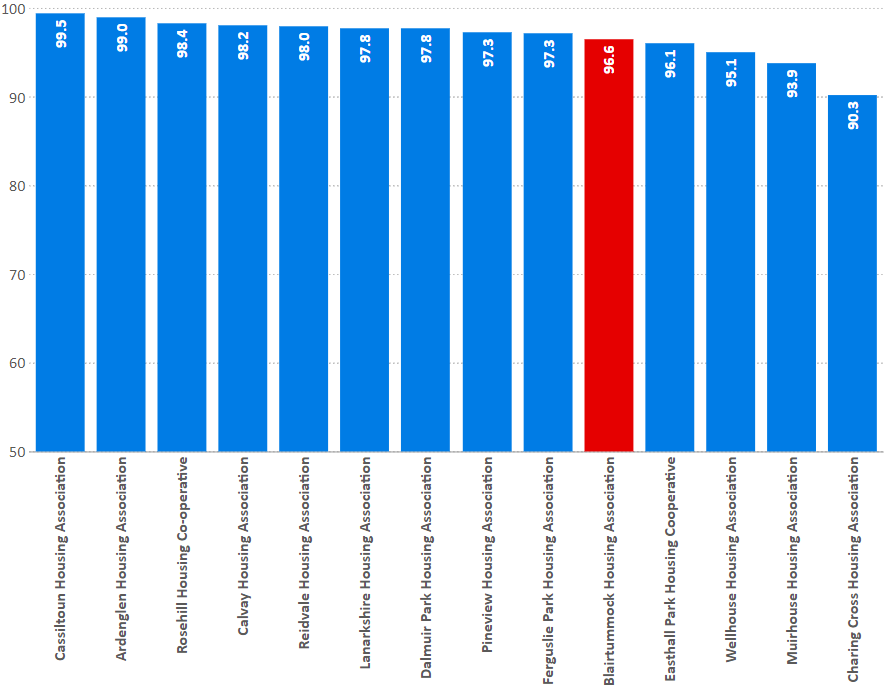 100
90
80
70
60
50
99.5
99.0
98.4
98.2
98.0
97.8
97.8
97.3
97.3
96.6
96.1
95.1
93.9
90.3
Cassiltoun Housing Association
Ardenglen Housing Association
Rosehill Housing Co-operative
Calvay Housing Association
Reidvale Housing Association
Lanarkshire Housing Association
Dalmuir Park Housing Association
Pineview Housing Association
Ferguslie Park Housing Association
Blairtummock Housing Association
Easthall Park Housing Cooperative
Wellhouse Housing Association
Muirhouse Housing Association
Charing Cross Housing Association